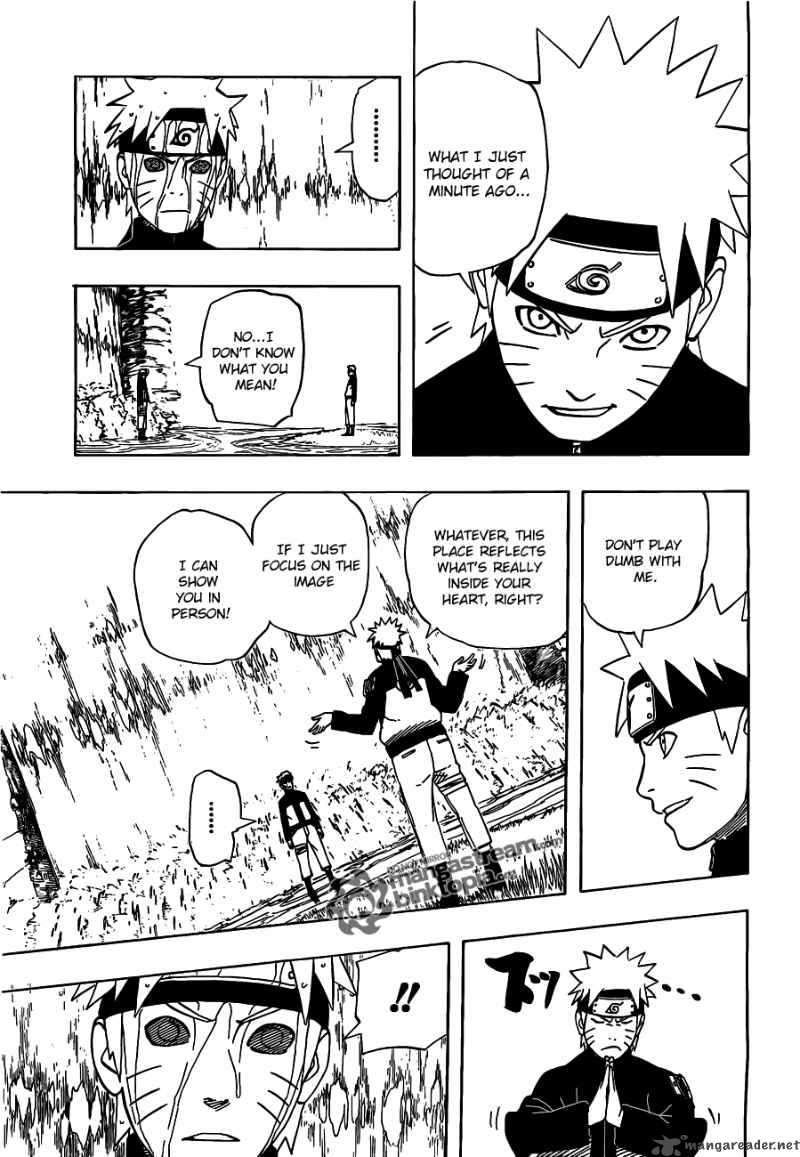 WHAT I JUST
THOUGHT OF A
MINUTE AGO...
.........
NO...I
DON'T KNOW
WHAT YOU
MEAN!
DON'T PLAY
DUMB WITH
ME.
WHATEVER, THIS
PLACE REFLECTS
WHAT'S REALLY
INSIDE YOUR
HEART, RIGHT?
IF I JUST
FOCUS ON THE
IMAGE
I CAN
SHOW
YOU IN
PERSON!
......
mangastream.com
binktopia
ブッ...
!!
mangareader.net